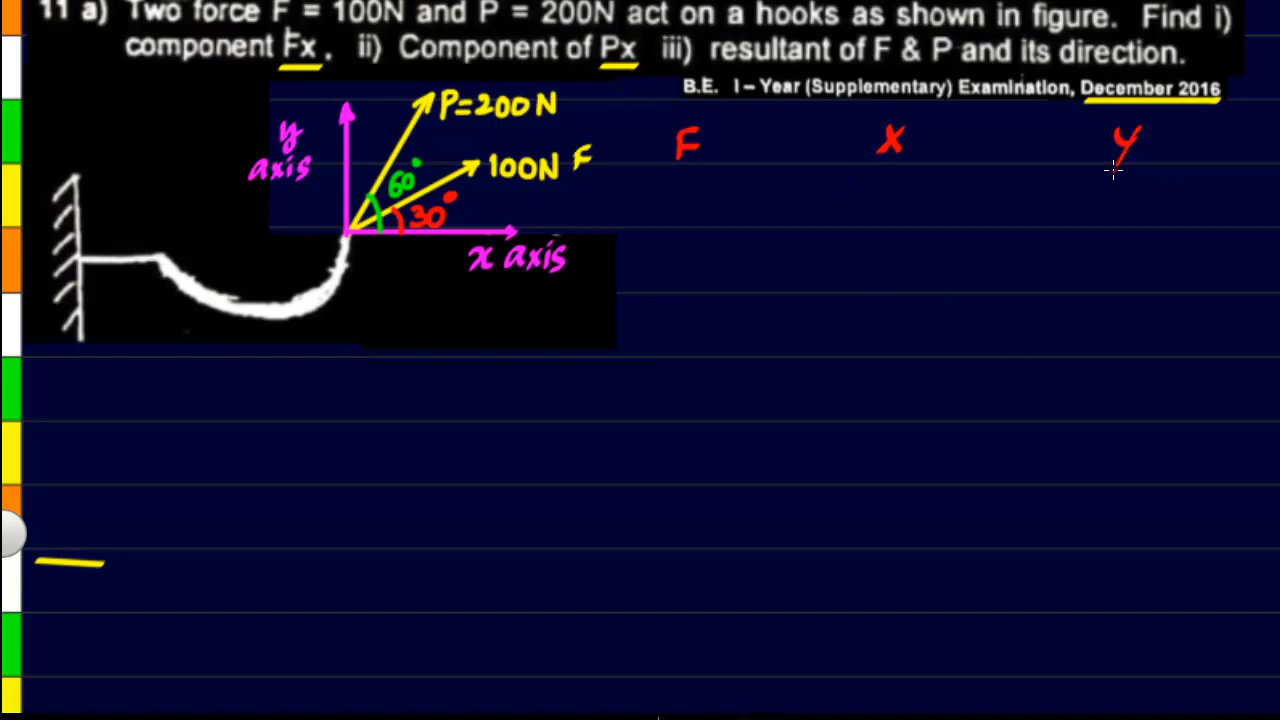 11 a) Two force F = 100N and P = 200N act on a hooks as shown in figure. Find i)
component Fx, ii) Component of Px iii) resultant of F & P and its direction.
B.E. I – Year (Supplementary) Examination, December 2016
P=200N
y
axis
F X Y
100N F
60°
30°
x axis